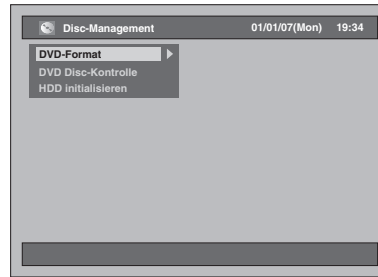 Disc-Management 01/01/07(Mon) 19:34
DVD-Format
DVD Disc-Kontrolle
HDD initialisieren